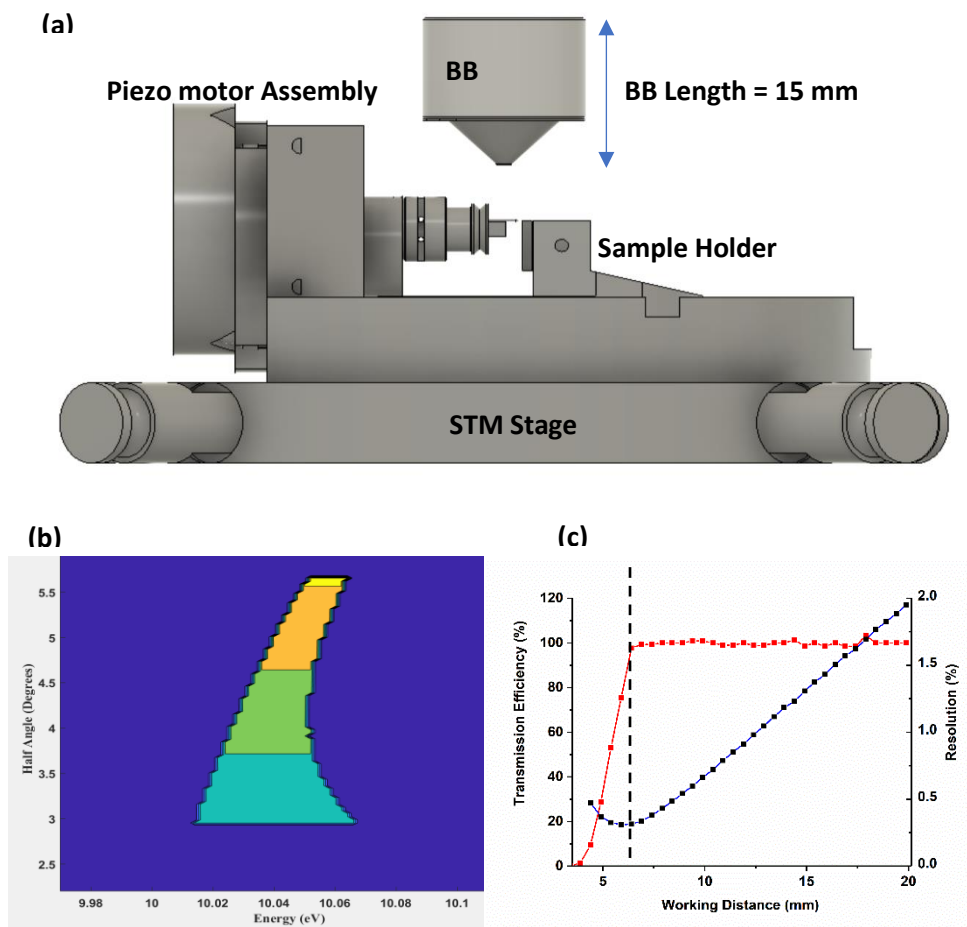 (a)
BB
Piezo motor Assembly
BB Length = 15 mm
Sample Holder
STM Stage
(b)
5.5
5
4.5
4
3.5
3
2.5
Half Angle (Degrees)
9.98 10 10.02 10.04 10.06 10.08 10.1
Energy (eV)
(c)
120
100
80
60
40
20
0
Transmission Efficiency (%)
2.0
1.5
1.0
0.5
0.0
Resolution (%)
5 10 15 20
Working Distance (mm)